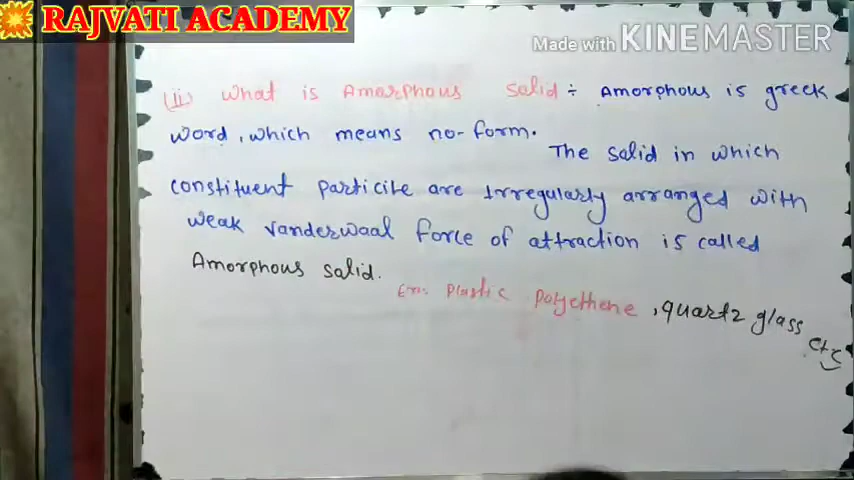 RAJVATI ACADEMY
Made with KINEMASTER
(ii) What is Amorphous Solid ÷ Amorphous is greek
word, which means no-form.
The Solid in which
constituent particite are Irregularly arranged with
weak vanderwaal force of attraction is called
Amorphous solid.
Ex:- Plastic Polyethene, quartz glass
etc